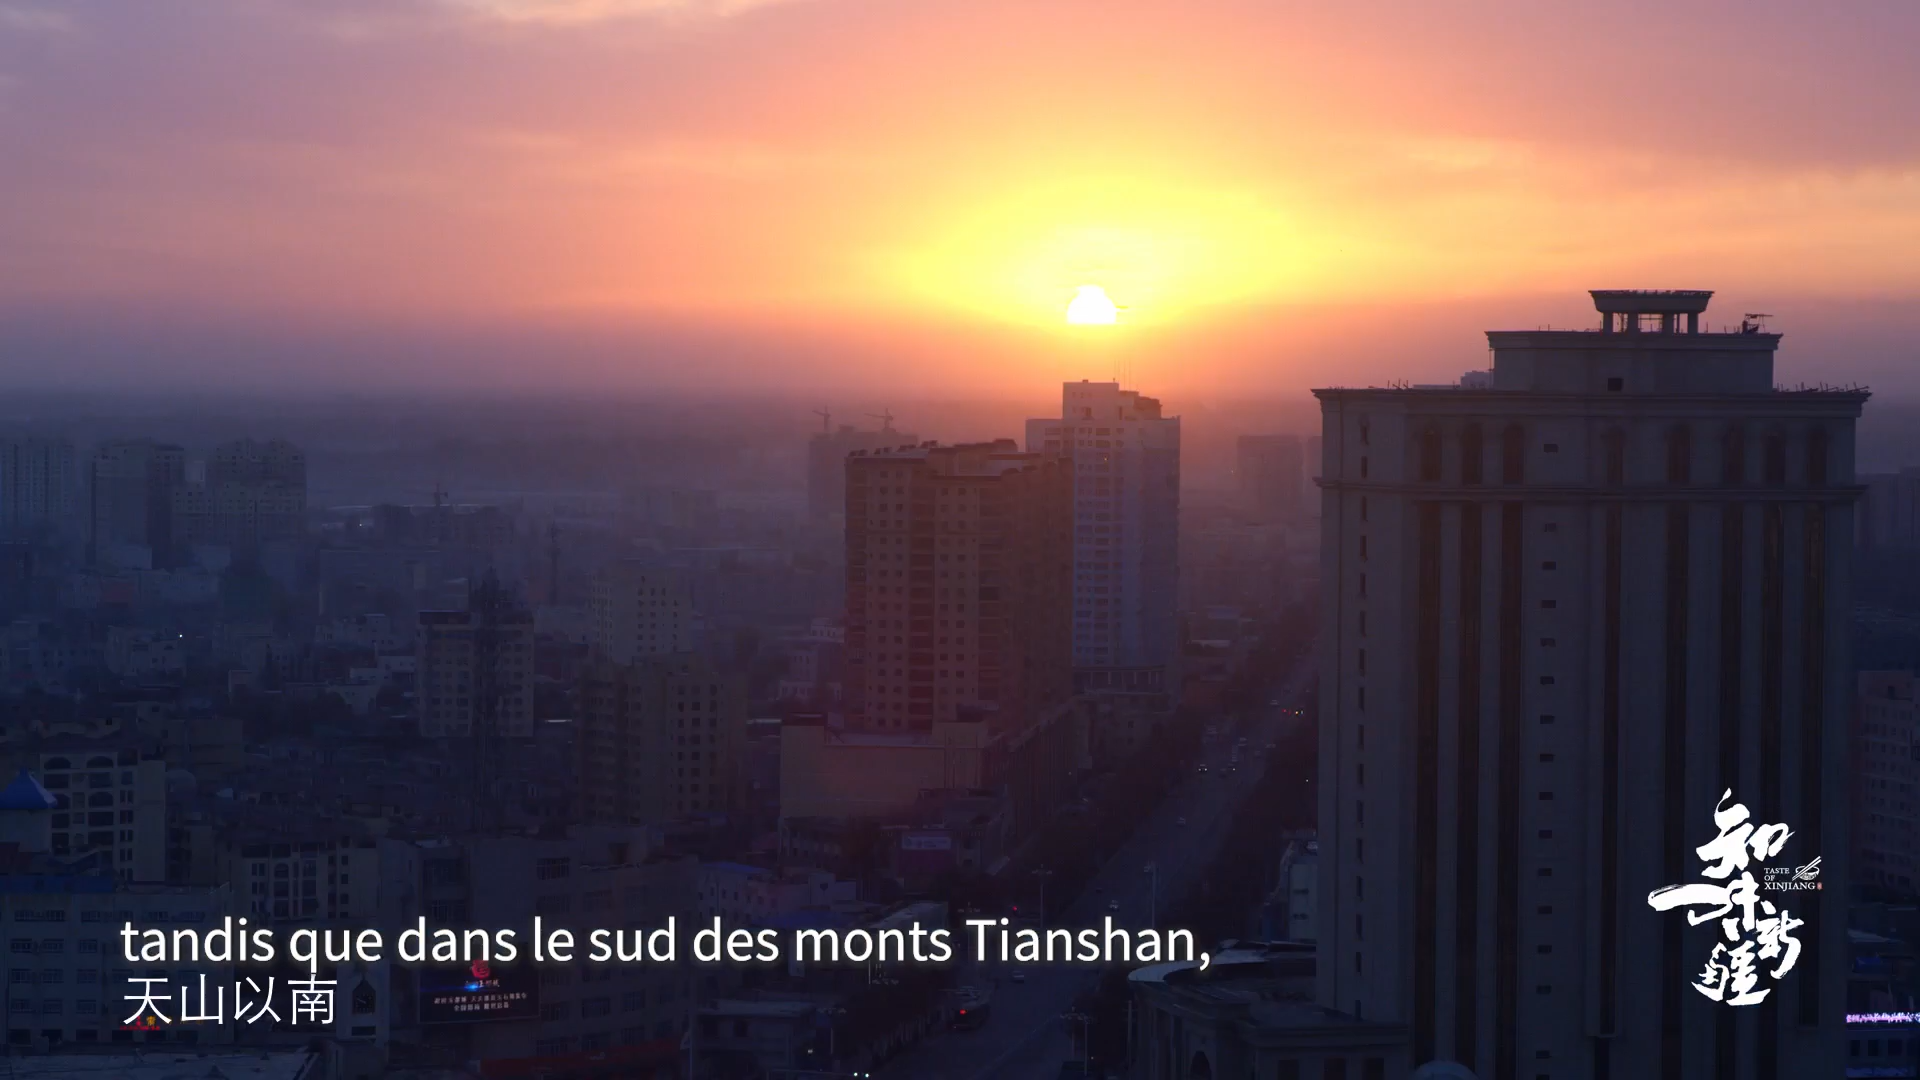 tandis que dans le sud des monts Tianshan,
天山以南
知味新疆
TASTE
OF
XINJIANG